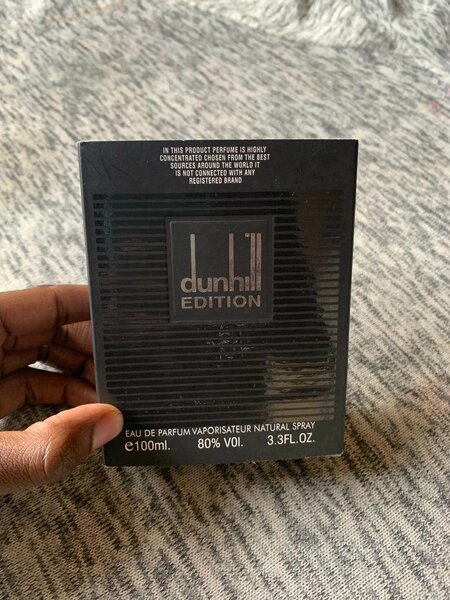 IN THIS PRODUCT PERFUME IS HIGHLY
CONCENTRATED CHOSEN FROM THE BEST
SOURCES AROUND THE WORLD IT
IS NOT CONNECTED WITH ANY
REGISTERED BRAND
dunhill
EDITION
EAU DE PARFUM VAPORISATEUR NATURAL SPRAY
e100ml. 80% VOl. 3.3FL.OZ.